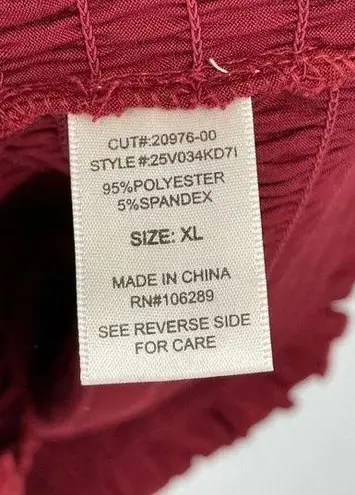 CUT#:20976-00
STYLE #:25V034KD7I
95%POLYESTER
5%SPANDEX
SIZE: XL
MADE IN CHINA
RN#106289
SEE REVERSE SIDE
FOR CARE